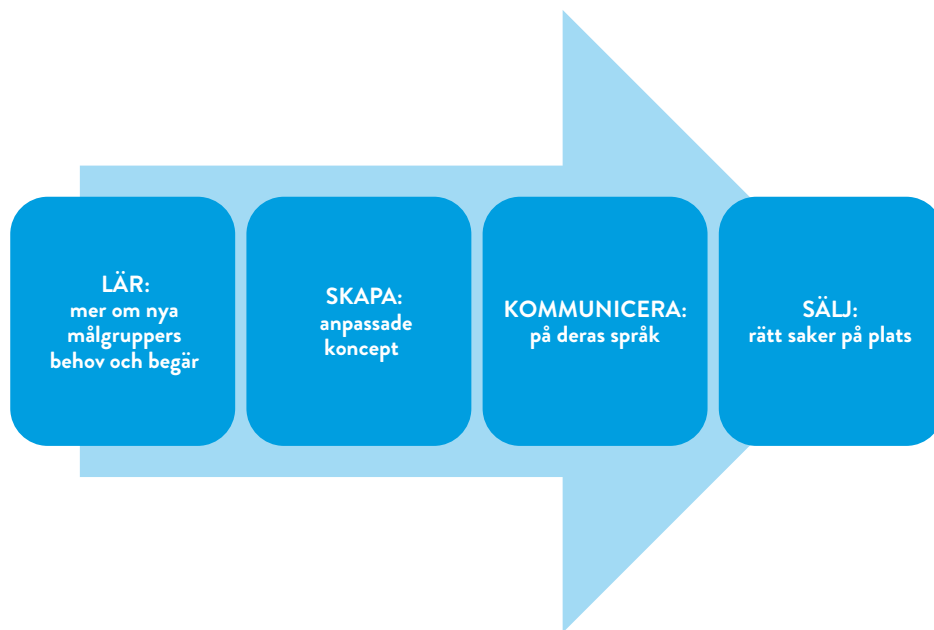 LÄR:
mer om nya
målgruppers
behov och begär
SKAPA:
anpassade
koncept
KOMMUNICERA:
på deras språk
SÄLJ:
rätt saker på plats